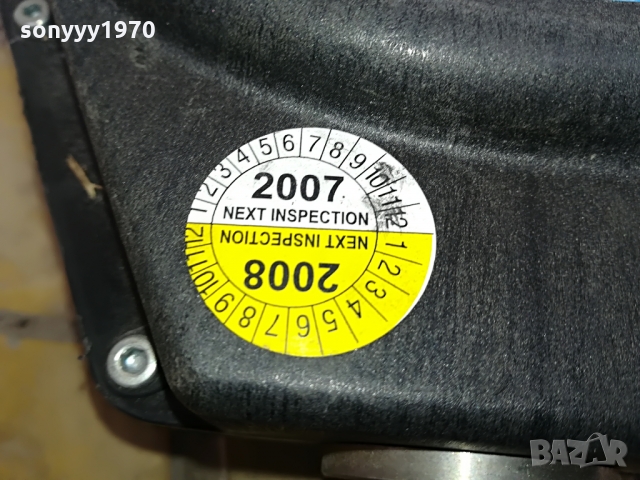 sonyyy1970
1 2 3 4 5 6 7 8 9 10 11 12
2007
NEXT INSPECTION
NEXT INSPECTION
2008
1 2 3 4 5 6 7 8 9 10 11 12
BAZAR